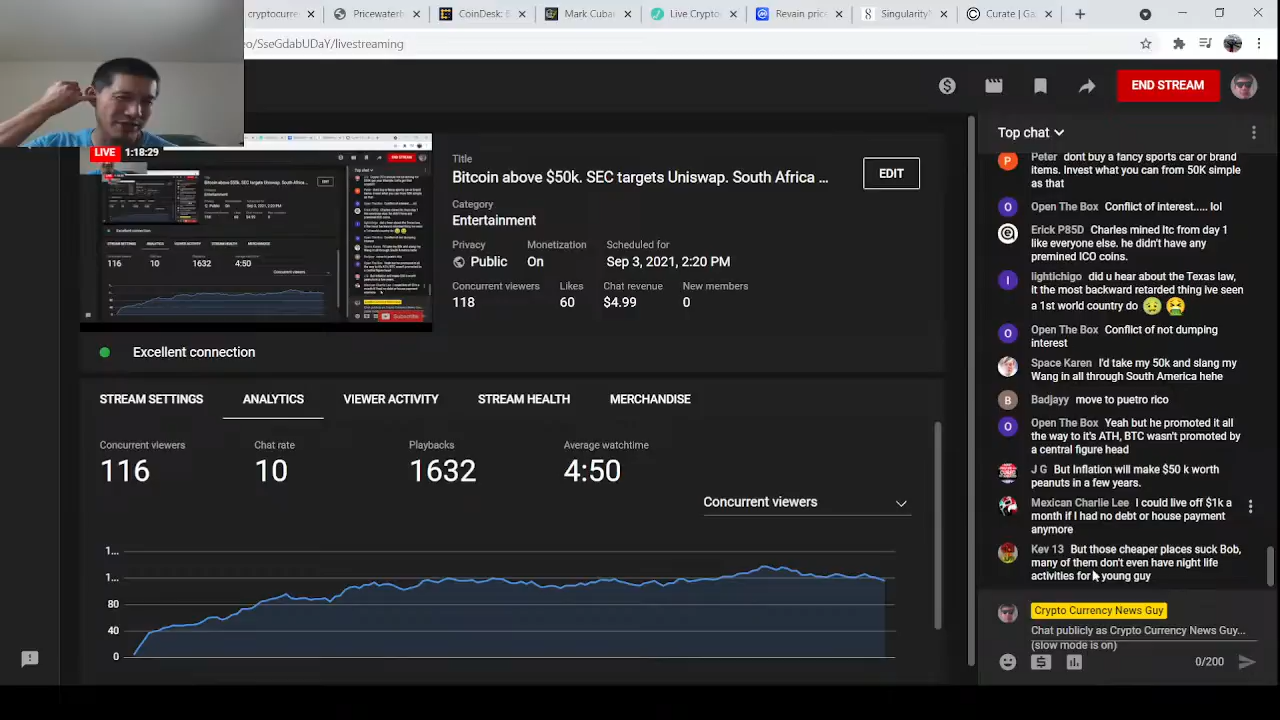 cryptocurre
Pricewaterh
CoinDesk: B
Mark Cuban
Live Crypto
Revain pric
Singularity
Curate | Ga
eo/SseGdabUDaY/livestreaming
END STREAM
LIVE 1:18:29
Title
Bitcoin above $50k. SEC targets Uniswap. South Africa ...
EDIT
Category
Entertainment
Privacy
Monetization
Scheduled for
Public
On
Sep 3, 2021, 2:20 PM
Concurrent viewers
Likes
Chat revenue
New members
118
60
$4.99
0
Excellent connection
STREAM SETTINGS
ANALYTICS
VIEWER ACTIVITY
STREAM HEALTH
MERCHANDISE
Concurrent viewers
Chat rate
Playbacks
Average watchtime
116
10
1632
4:50
Concurrent viewers
1...
1...
80
40
0
Top chat
Peter dont buy a fancy sports car or brand
items. Invest what you can from 50K simple
as that
Open The Box Conflict of interest..... lol
Erick PS3 Charles mined ltc from day 1
like everyone else he didn't have any
premined ltc coins.
lightichigo did u hear about the Texas law.
it the most backward retarded thing ive seen
a 1st world country do
Open The Box Conflict of not dumping
interest
Space Karen I'd take my 50k and slang my
Wang in all through South America hehe
Badjayy move to puetro rico
Open The Box Yeah but he promoted it all
the way to it's ATH, BTC wasn't promoted by
a central figure head
J G But Inflation will make $50 k worth
peanuts in a few years.
Mexican Charlie Lee I could live off $1k a
month if I had no debt or house payment
anymore
Kev 13 But those cheaper places suck Bob,
many of them don't even have night life
activities for a young guy
Crypto Currency News Guy
Chat publicly as Crypto Currency News Guy...
(slow mode is on)
0/200